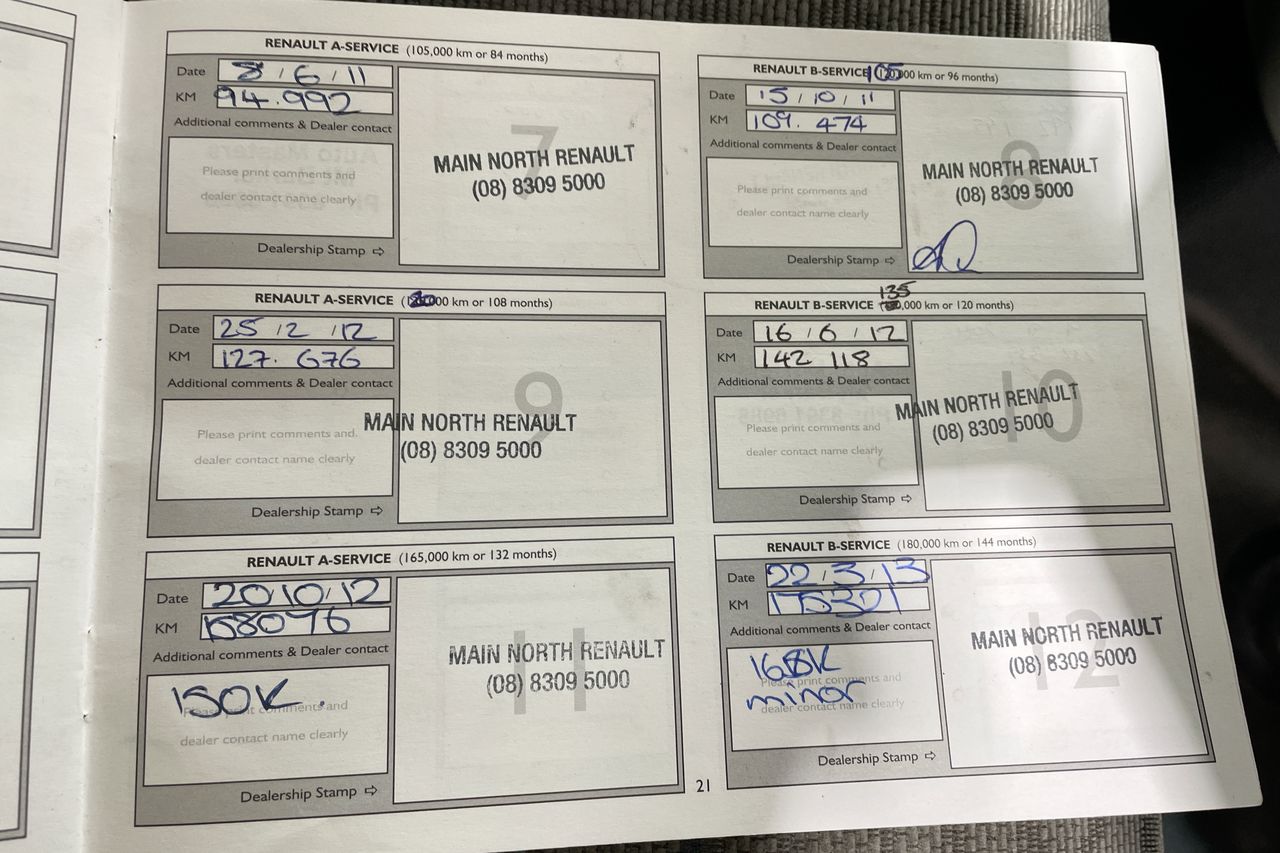 RENAULT A-SERVICE (105,000 km or 84 months)
Date 8 / 6 / 11
KM 94.992
Additional comments & Dealer contact
Please print comments and
dealer contact name clearly
Dealership Stamp ⇨
7
MAIN NORTH RENAULT
(08) 8309 5000
RENAULT B-SERVICE (105,000 km or 96 months)
Date 15 / 10 / 11
KM 109. 474
Additional comments & Dealer contact
Please print comments and
dealer contact name clearly
Dealership Stamp ⇨
8
MAIN NORTH RENAULT
(08) 8309 5000
RENAULT A-SERVICE ( 000 km or 108 months)
Date 25 / 2 / 12
KM 127. 676
Additional comments & Dealer contact
Please print comments and
dealer contact name clearly
Dealership Stamp ⇨
9
MAIN NORTH RENAULT
(08) 8309 5000
135
RENAULT B-SERVICE ( ,000 km or 120 months)
Date 16 / 6 / 12
KM 142 118
Additional comments & Dealer contact
Please print comments and
dealer contact name clearly
Dealership Stamp ⇨
10
MAIN NORTH RENAULT
(08) 8309 5000
RENAULT A-SERVICE (165,000 km or 132 months)
Date 20 / 10 / 12
KM 158096
Additional comments & Dealer contact
150K.
Please print comments and
dealer contact name clearly
Dealership Stamp ⇨
11
MAIN NORTH RENAULT
(08) 8309 5000
RENAULT B-SERVICE (180,000 km or 144 months)
Date 22 / 3 / 13
KM 175321
Additional comments & Dealer contact
168K
Please print comments and
minor
dealer contact name clearly
Dealership Stamp ⇨
12
MAIN NORTH RENAULT
(08) 8309 5000
21